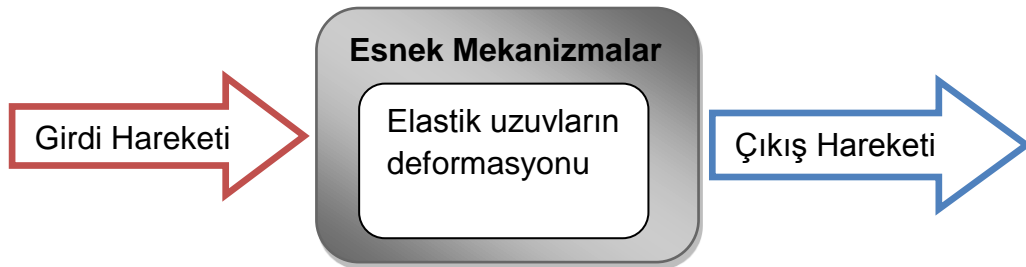 Esnek Mekanizmalar
Girdi Hareketi
Elastik uzuvların
deformasyonu
Çıkış Hareketi